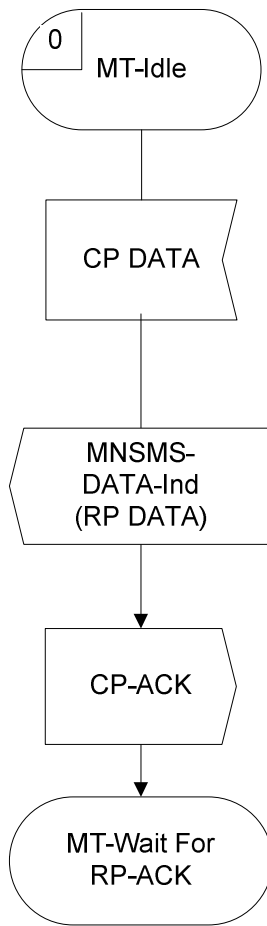 0
MT-Idle
CP DATA
MNSMS-
DATA-Ind
(RP DATA)
CP-ACK
MT-Wait For
RP-ACK